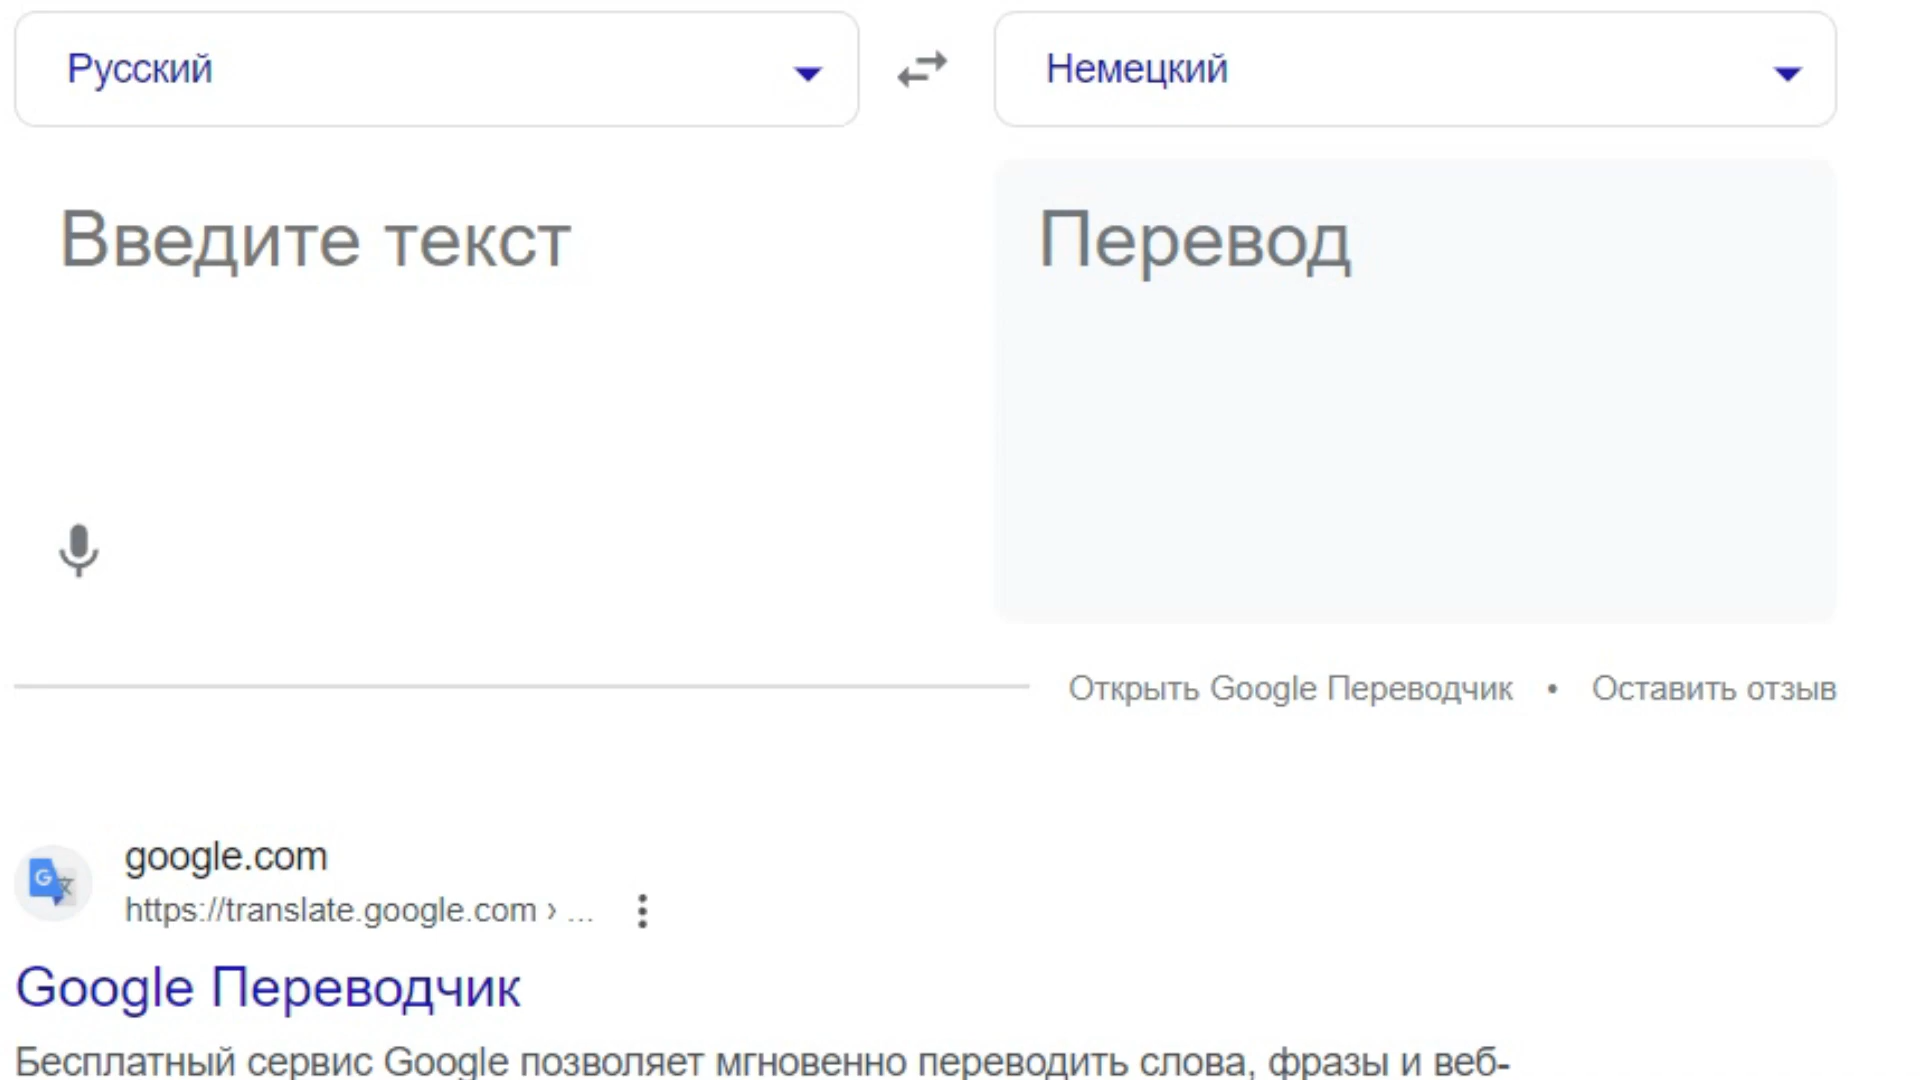 Русский
Немецкий
Введите текст
Перевод
Открыть Google Переводчик • Оставить отзыв
google.com
https://translate.google.com › ...
Google Переводчик
Бесплатный сервис Google позволяет мгновенно переводить слова, фразы и веб-